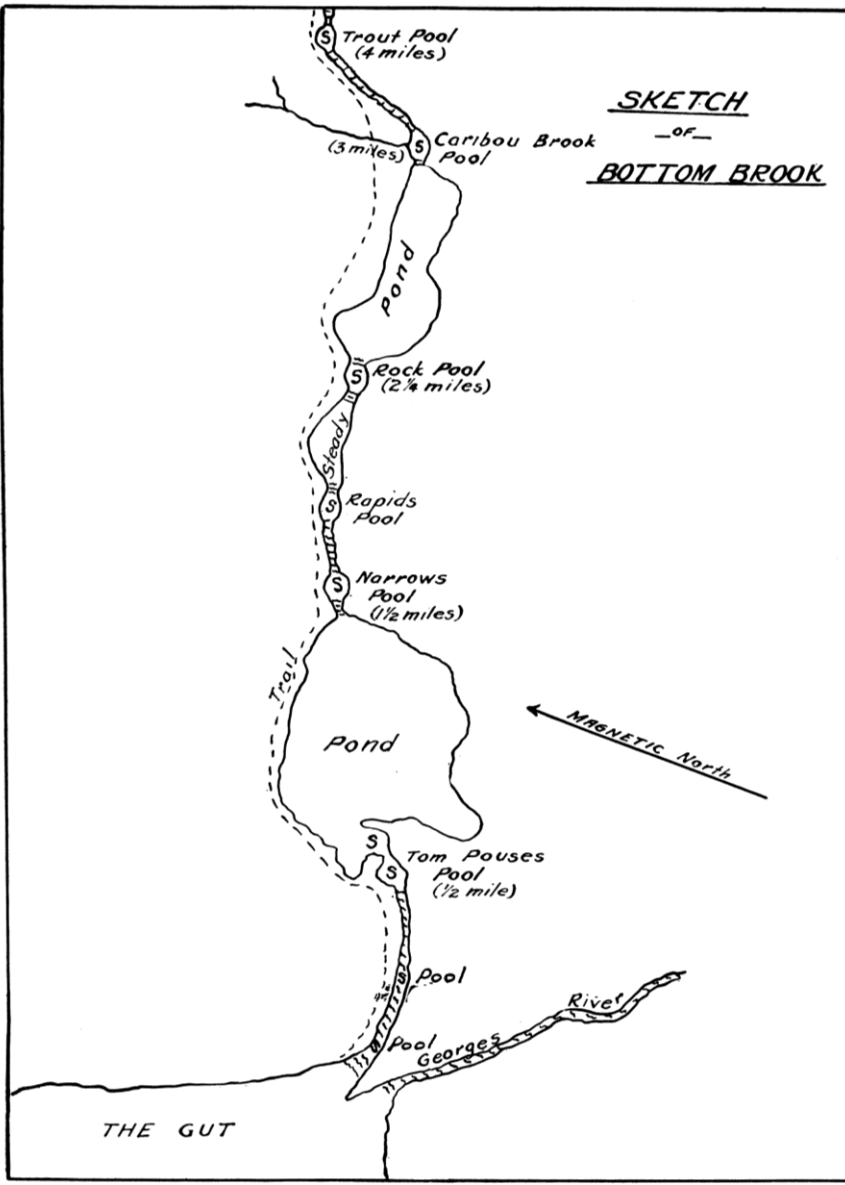 SKETCH
OF
BOTTOM BROOK
Trout Pool
(4 miles)
Caribou Brook
Pool
(3 miles)
S
S
Pond
Rock Pool
(2¼ miles)
S
Steady
Rapids
Pool
S
Narrows
Pool
(1½ miles)
S
Trail
Pond
MAGNETIC North
S
S
Tom Pouses
Pool
(½ mile)
S
Pool
S
Pool
Georges River
THE GUT